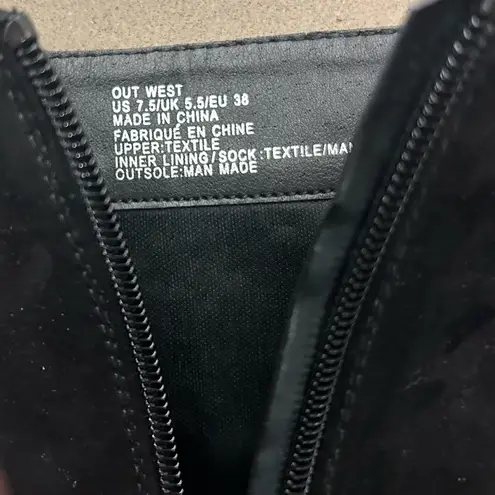 OUT WEST
US 7.5/UK 5.5/EU 38
MADE IN CHINA
FABRIQUÉ EN CHINE
UPPER:TEXTILE
INNER LINING/SOCK:TEXTILE/MAN
OUTSOLE:MAN MADE